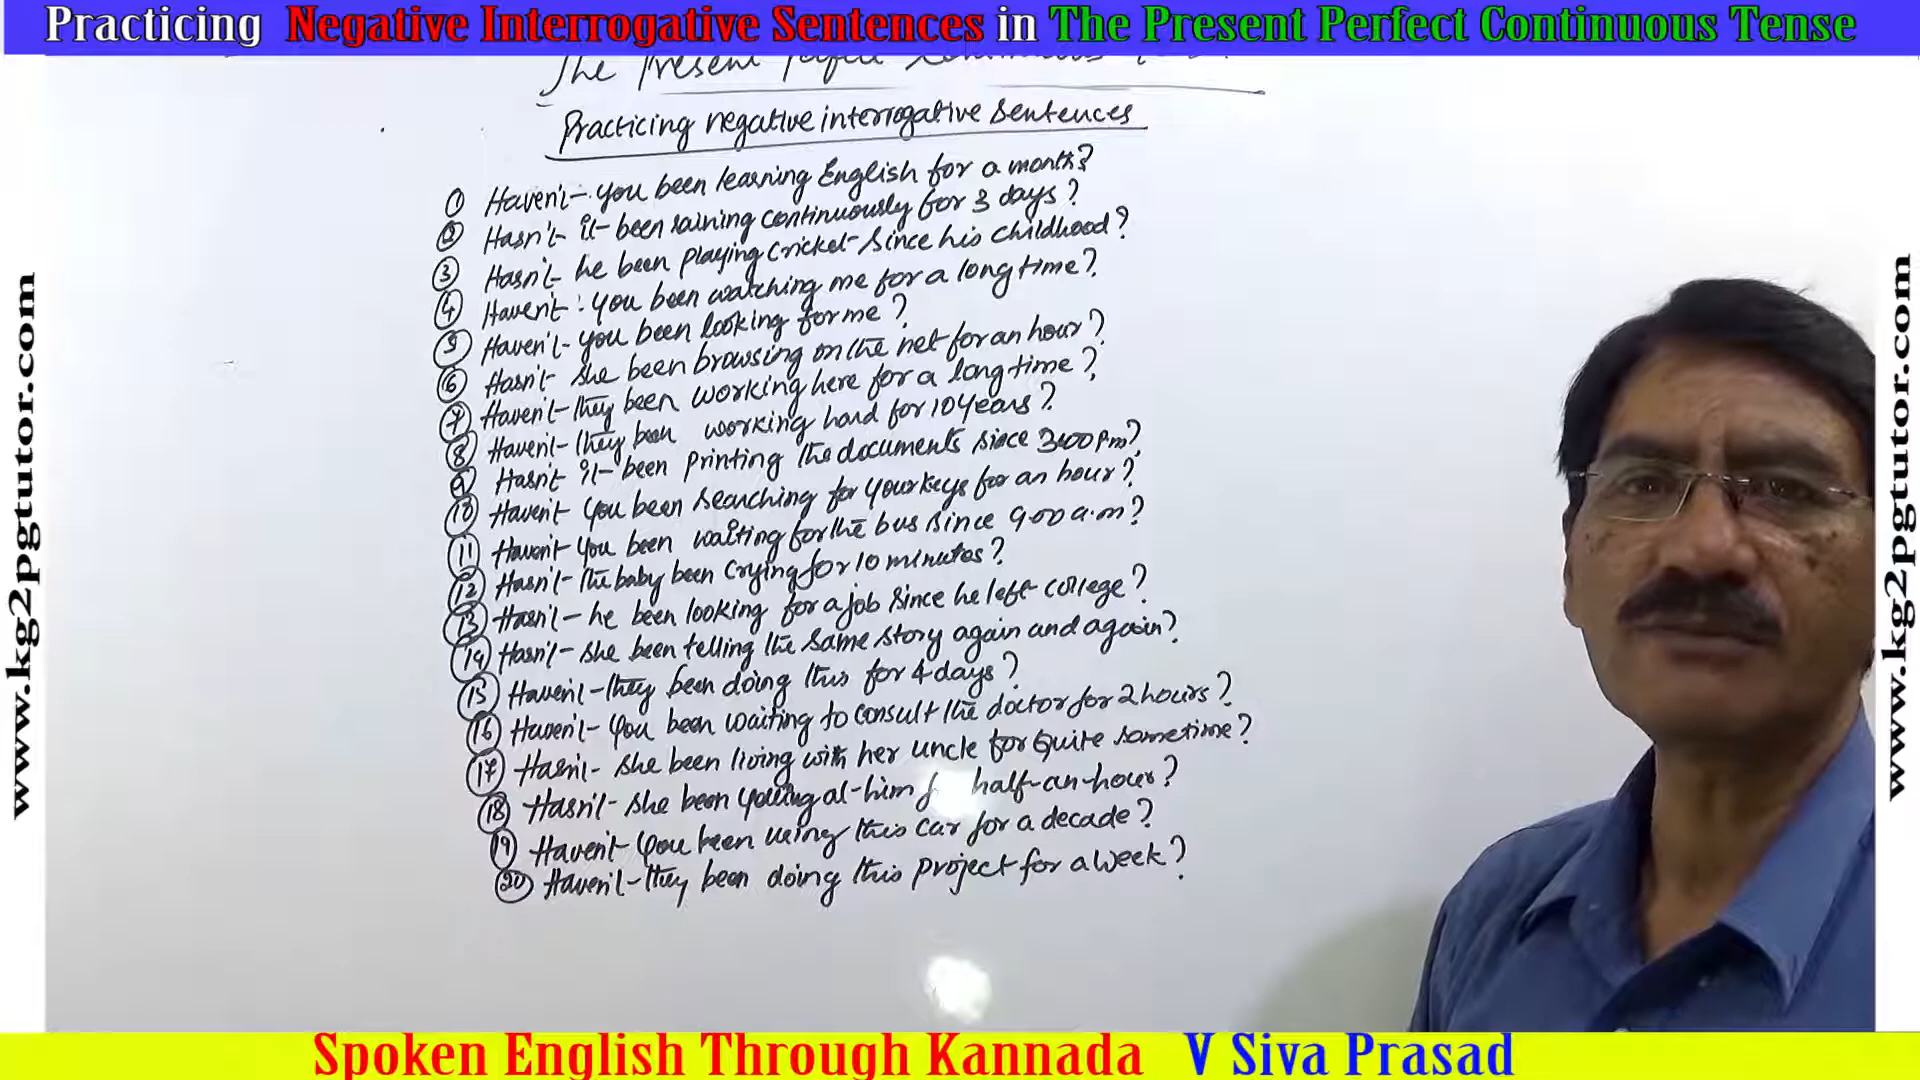 Practicing Negative Interrogative Sentences in The Present Perfect Continuous Tense
The Present Perfect Continuous
Practicing negative interrogative sentences
① Haven't you been learning English for a month?
② Hasn't it been raining continuously for 3 days?
③ Hasn't he been playing cricket since his childhood?
④ Haven't you been watching me for a long time?
⑤ Haven't you been looking for me?
⑥ Hasn't she been browsing on the net for an hour?
⑦ Haven't they been working here for a long time?
⑧ Haven't they been working hard for 10 years?
⑨ Hasn't it been printing the documents since 3:00 pm?
⑩ Haven't you been searching for your keys for an hour?
⑪ Haven't you been waiting for the bus since 9:00 a.m?
⑫ Hasn't the baby been crying for 10 minutes?
⑬ Hasn't he been looking for a job since he left college?
⑭ Hasn't she been telling the same story again and again?
⑮ Haven't they been doing this for 4 days?
⑯ Haven't you been waiting to consult the doctor for 2 hours?
⑰ Hasn't she been living with her uncle for quite sometime?
⑱ Hasn't she been at him half-an-hour?
⑲ Haven't you been using this car for a decade?
⑳ Haven't they been doing this project for a week?
www.kg2pgtutor.com
www.kg2pgtutor.com
Spoken English Through Kannada V Siva Prasad